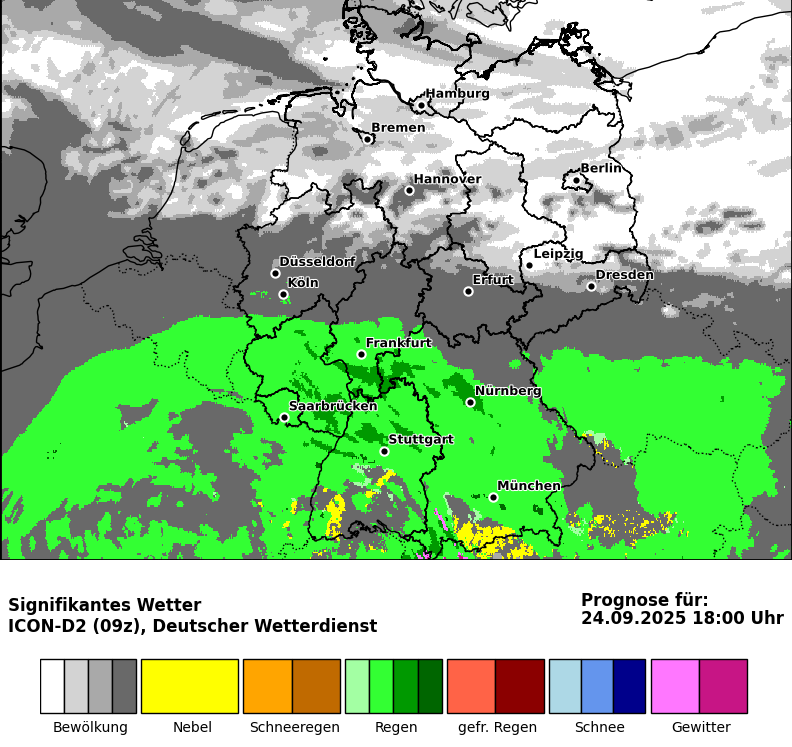 Hamburg
Bremen
Berlin
Hannover
Leipzig
Düsseldorf
Dresden
Erfurt
Köln
Frankfurt
Nürnberg
Saarbrücken
Stuttgart
München
Signifikantes Wetter
ICON-D2 (09z), Deutscher Wetterdienst
Prognose für:
24.09.2025 18:00 Uhr
Bewölkung Nebel Schneeregen Regen gefr. Regen Schnee Gewitter